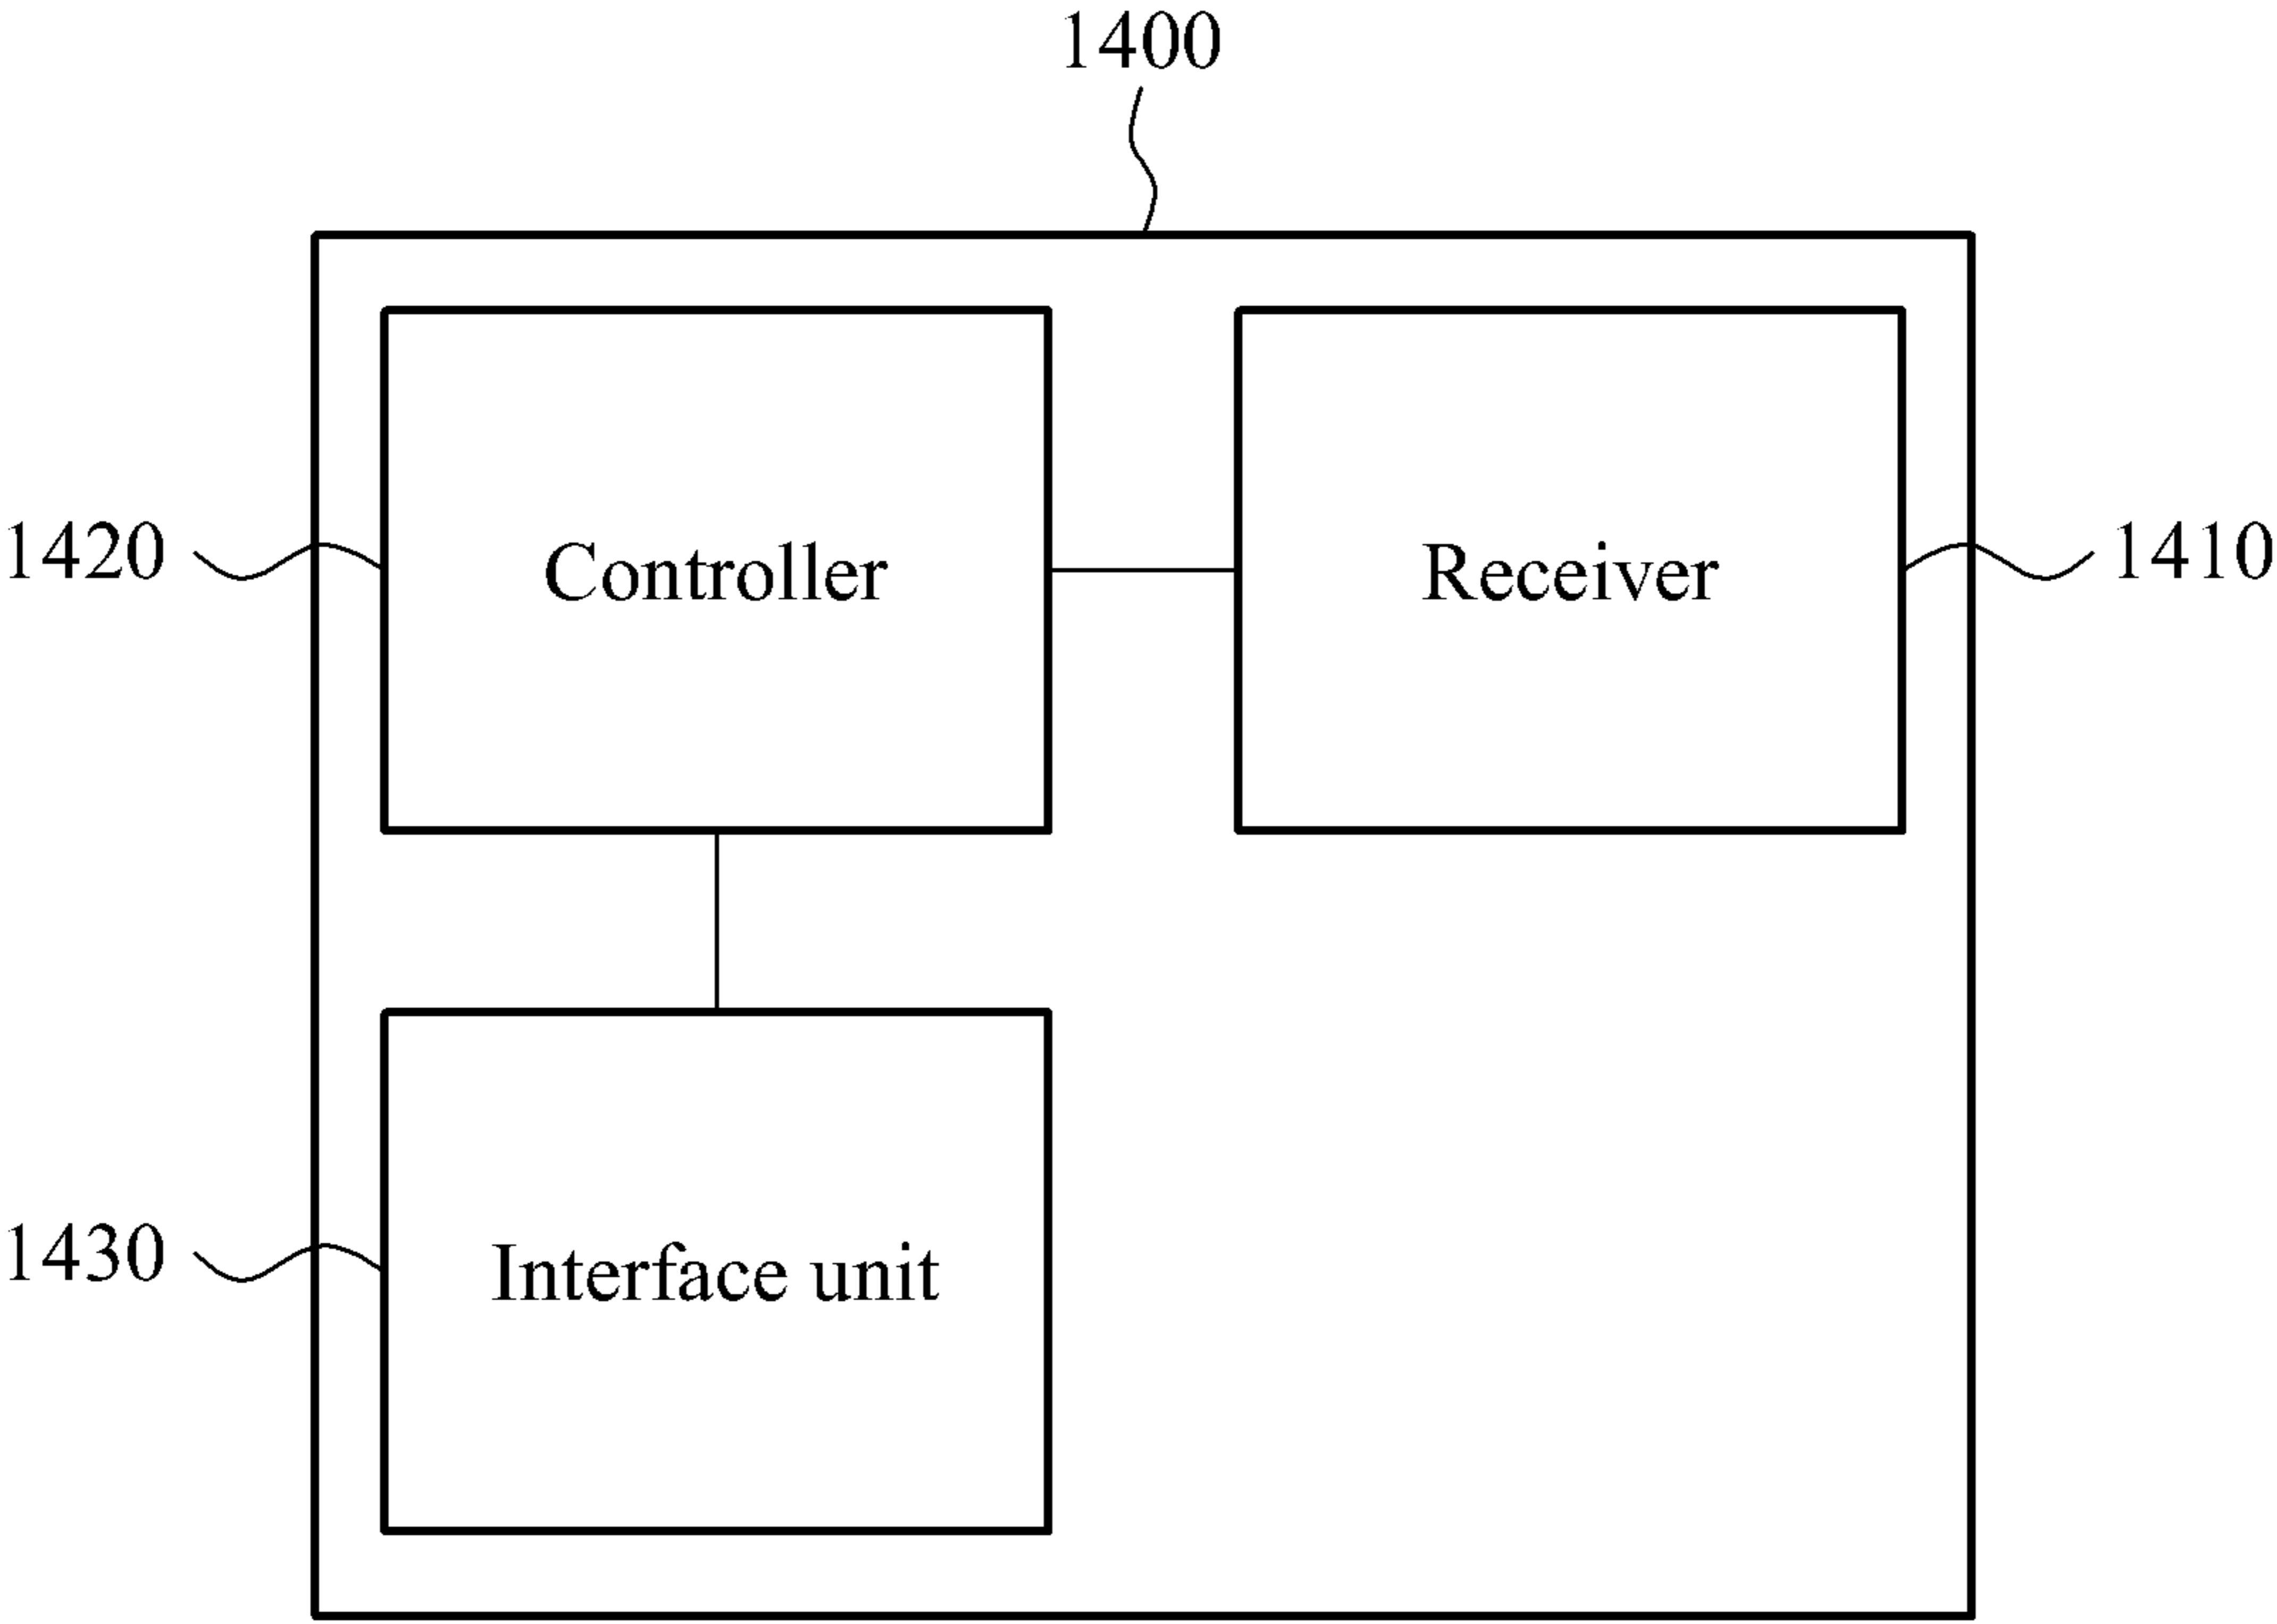 1400
1420
Controller
Receiver
1410
1430
Interface unit